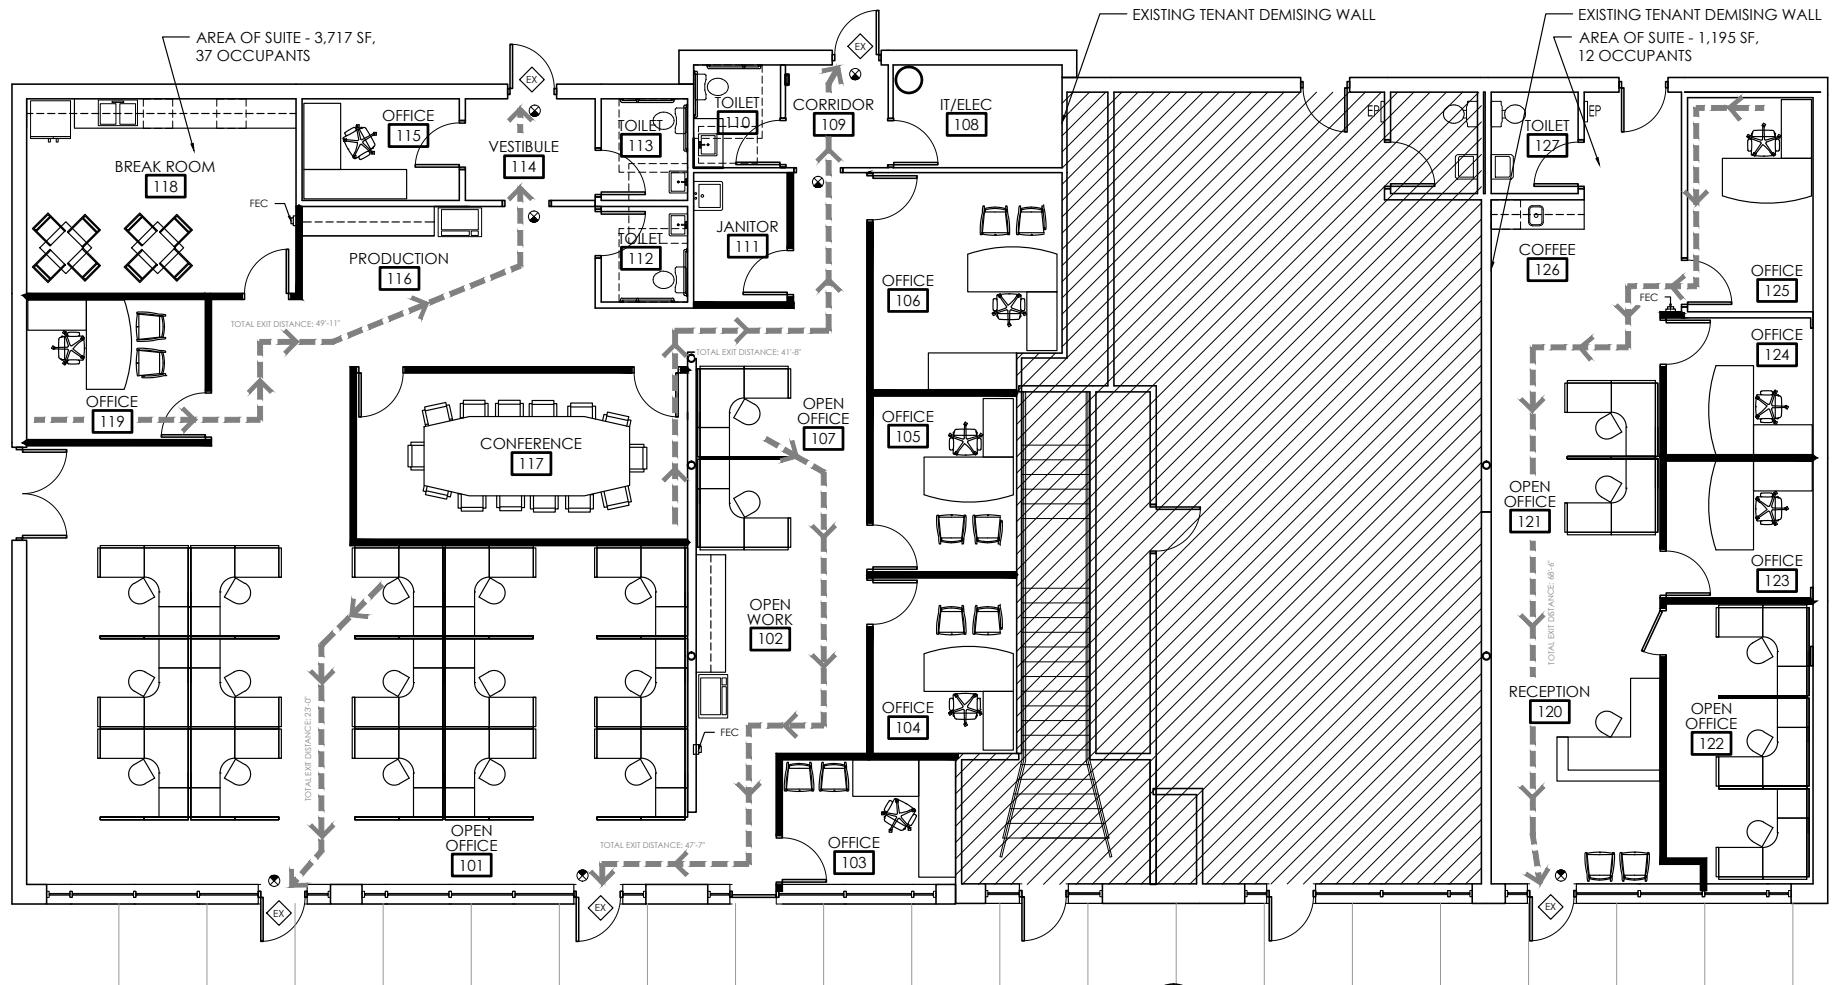 AREA OF SUITE - 3,717 SF,
37 OCCUPANTS
EXISTING TENANT DEMISING WALL
EXISTING TENANT DEMISING WALL
AREA OF SUITE - 1,195 SF,
12 OCCUPANTS
EX
EX
BREAK ROOM
118
OFFICE
115
VESTIBULE
114
TOILET
113
TOILET
110
CORRIDOR
109
IT/ELEC
108
EP
EP
TOILET
127
FEC
PRODUCTION
116
TOILET
112
JANITOR
111
OFFICE
106
COFFEE
126
OFFICE
125
FEC
TOTAL EXIT DISTANCE: 49'-11"
TOTAL EXIT DISTANCE: 41'-8"
OFFICE
124
OFFICE
119
CONFERENCE
117
OPEN
OFFICE
107
OFFICE
105
OPEN
OFFICE
121
OFFICE
123
TOTAL EXIT DISTANCE: 68'-6"
OPEN
WORK
102
TOTAL EXIT DISTANCE: 23'-0"
FEC
OFFICE
104
RECEPTION
120
OPEN
OFFICE
122
OPEN
OFFICE
101
TOTAL EXIT DISTANCE: 47'-7"
OFFICE
103
EX
EX
EX